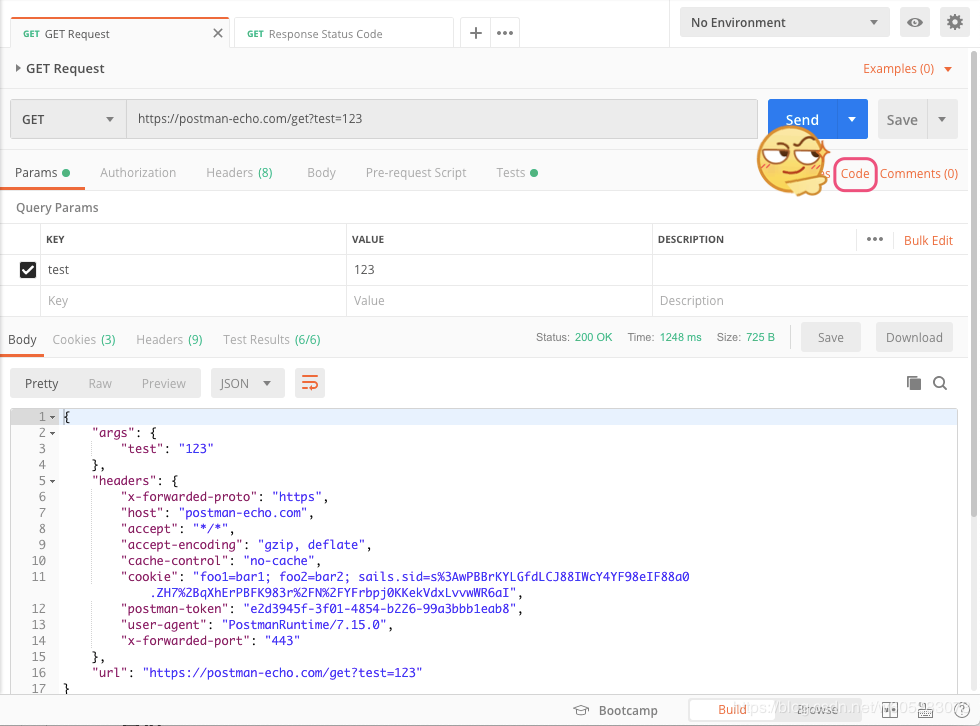 GET GET Request GET Response Status Code No Environment
GET Request Examples (0)
GET https://postman-echo.com/get?test=123 Send Save
Params Authorization Headers (8) Body Pre-request Script Tests Code Comments (0)
Query Params
KEY VALUE DESCRIPTION Bulk Edit
test 123
Key Value Description
Body Cookies (3) Headers (9) Test Results (6/6) Status: 200 OK Time: 1248 ms Size: 725 B Save Download
Pretty Raw Preview JSON
1 {
2 "args": {
3 "test": "123"
4 },
5 "headers": {
6 "x-forwarded-proto": "https",
7 "host": "postman-echo.com",
8 "accept": "*/*",
9 "accept-encoding": "gzip, deflate",
10 "cache-control": "no-cache",
11 "cookie": "foo1=bar1; foo2=bar2; sails.sid=s%3AwPBBrKYLGfdLCJ88IWcY4YF98eIF88a0
.ZH7%2BqXhErPBFK983r%2FN%2FYFrbpj0KKekVdxLvvwWR6aI",
12 "postman-token": "e2d3945f-3f01-4854-b226-99a3bbb1eab8",
13 "user-agent": "PostmanRuntime/7.15.0",
14 "x-forwarded-port": "443"
15 },
16 "url": "https://postman-echo.com/get?test=123"
17 }
Bootcamp Build Browse